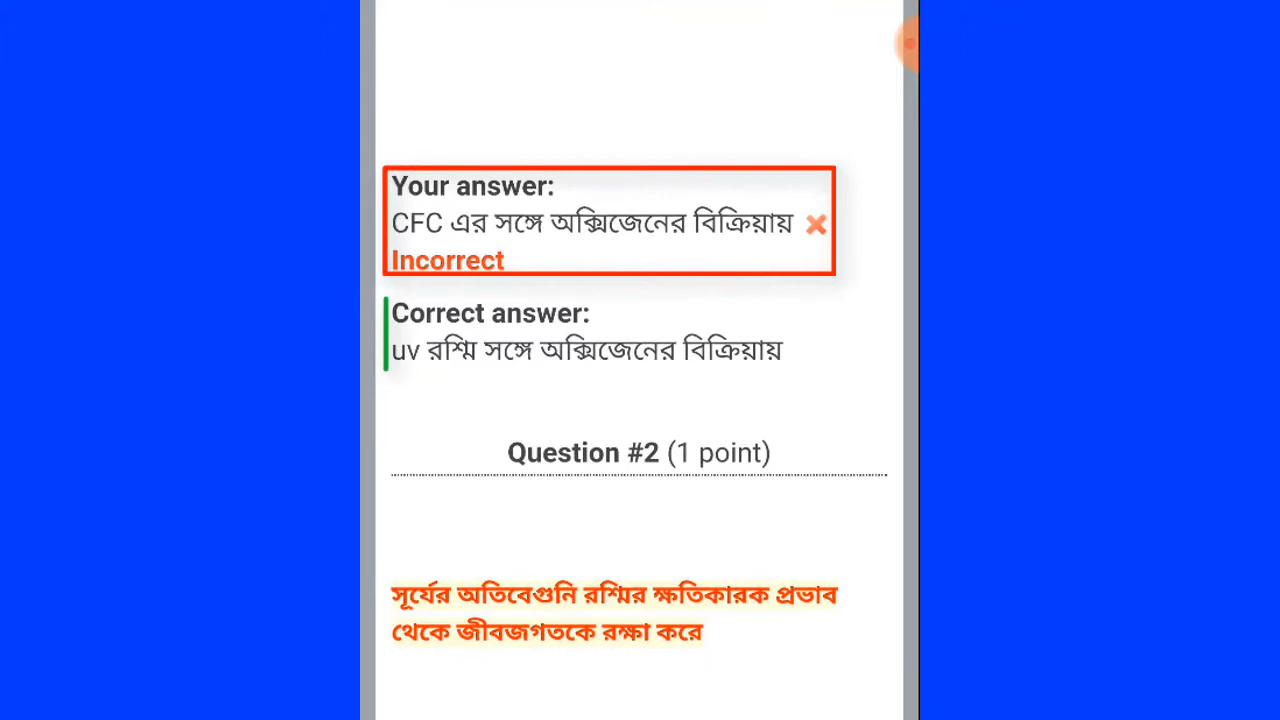 Your answer:
CFC এর সঙ্গে অক্সিজেনের বিক্রিয়ায়
Incorrect
Correct answer:
uv রশ্মি সঙ্গে অক্সিজেনের বিক্রিয়ায়
Question #2 (1 point)
সূর্যের অতিবেগুনি রশ্মির ক্ষতিকারক প্রভাব
থেকে জীবজগতকে রক্ষা করে